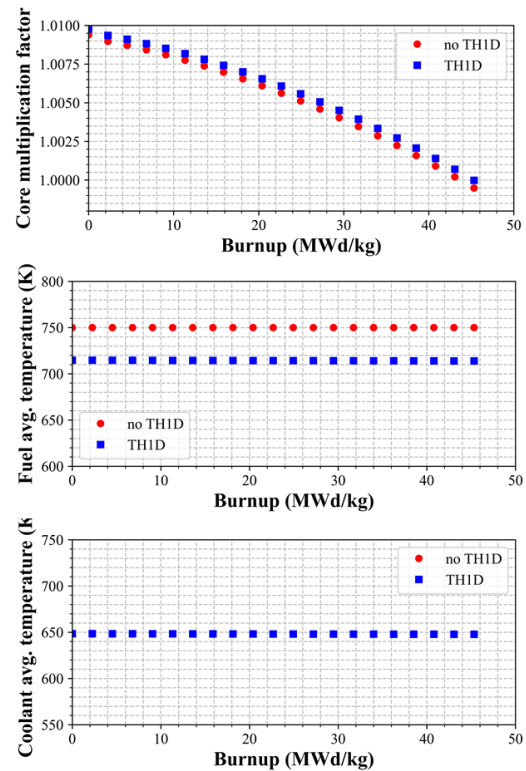 Core multiplication factor
1.0100
1.0075
1.0050
1.0025
1.0000
no TH1D
TH1D
0 10 20 30 40 50
Burnup (MWd/kg)
Fuel avg. temperature (K)
800
750
700
650
600
no TH1D
TH1D
0 10 20 30 40 50
Burnup (MWd/kg)
Coolant avg. temperature (K
750
700
650
600
550
no TH1D
TH1D
0 10 20 30 40 50
Burnup (MWd/kg)